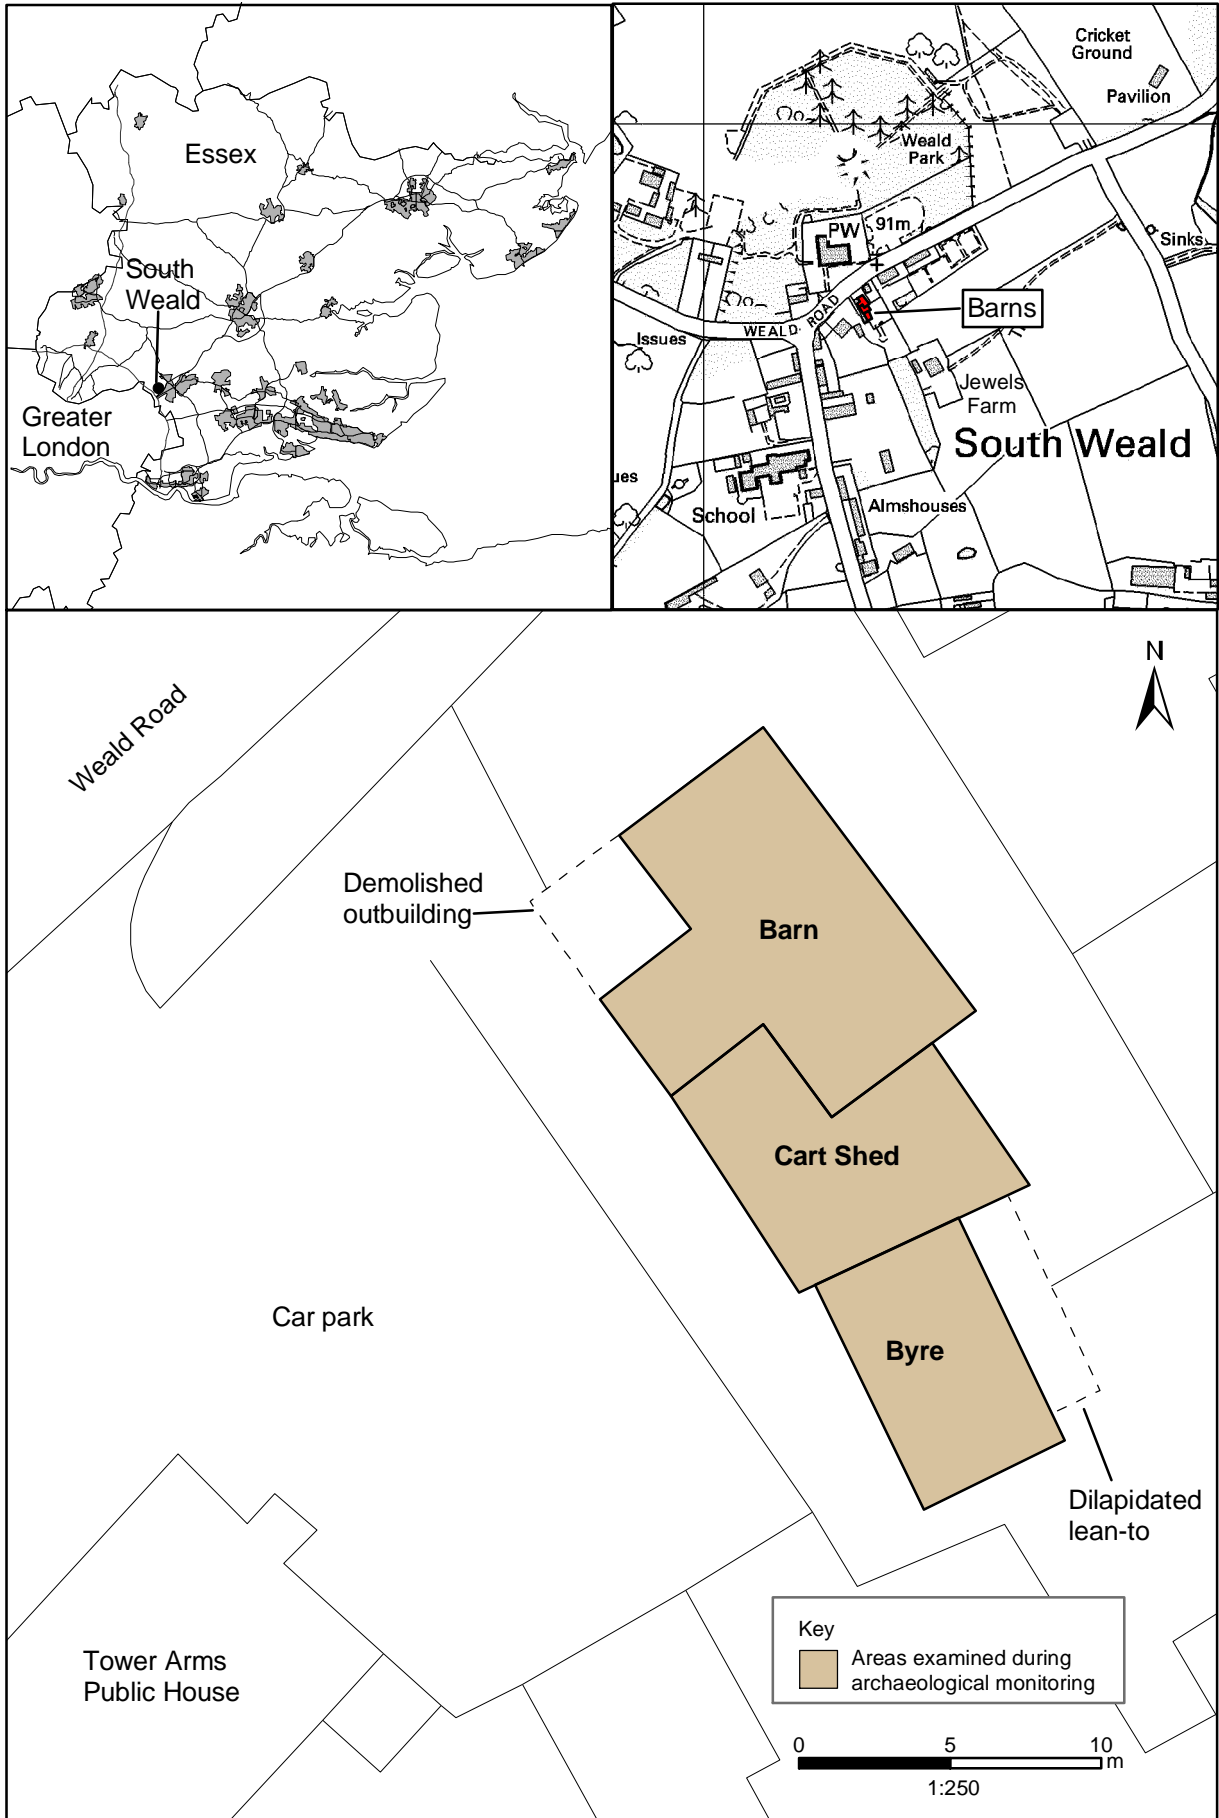 Essex
South
Weald
Greater
London
Cricket
Ground
Pavilion
Weald
Park
PW
91m
Sinks
Barns
WEALD ROAD
Issues
Jewels
Farm
South Weald
ues
School
Almshouses
N
Weald Road
Demolished
outbuilding
Barn
Cart Shed
Car park
Byre
Dilapidated
lean-to
Tower Arms
Public House
Key
Areas examined during
archaeological monitoring
0 5 10
m
1:250